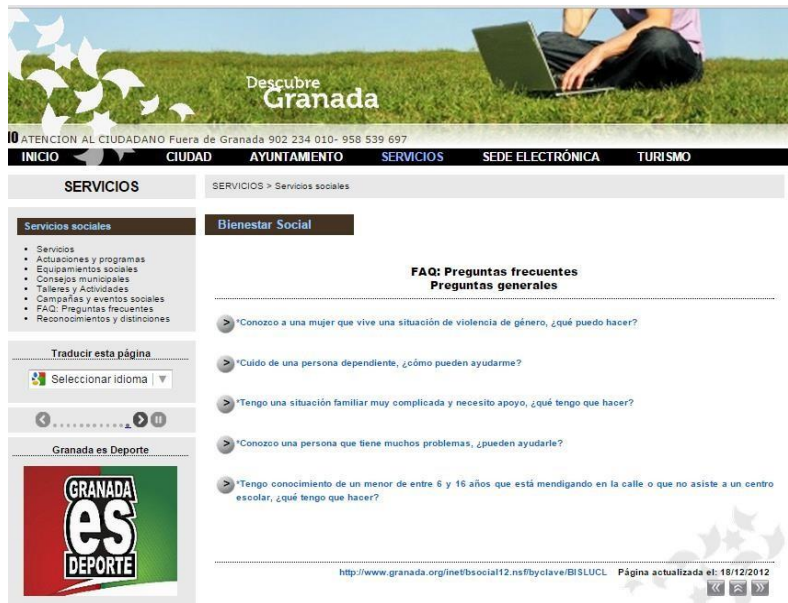 Descubre
Granada
ATENCION AL CIUDADANO Fuera de Granada 902 234 010- 958 539 697
INICIO CIUDAD AYUNTAMIENTO SERVICIOS SEDE ELECTRÓNICA TURISMO
SERVICIOS
SERVICIOS > Servicios sociales
Servicios sociales
• Servicios
• Actuaciones y programas
• Equipamientos sociales
• Consejos municipales
• Talleres y Actividades
• Campañas y eventos sociales
• FAQ: Preguntas frecuentes
• Reconocimientos y distinciones
Traducir esta página
Seleccionar idioma
Granada es Deporte
GRANADA
es
DEPORTE
Bienestar Social
FAQ: Preguntas frecuentes
Preguntas generales
*Conozco a una mujer que vive una situación de violencia de género, ¿qué puedo hacer?
*Cuido de una persona dependiente, ¿cómo pueden ayudarme?
*Tengo una situación familiar muy complicada y necesito apoyo, ¿qué tengo que hacer?
*Conozco una persona que tiene muchos problemas, ¿pueden ayudarle?
*Tengo conocimiento de un menor de entre 6 y 16 años que está mendigando en la calle o que no asiste a un centro
escolar, ¿qué tengo que hacer?
http://www.granada.org/inet/bsocial12.nsf/byclave/BISLUCL Página actualizada el: 18/12/2012